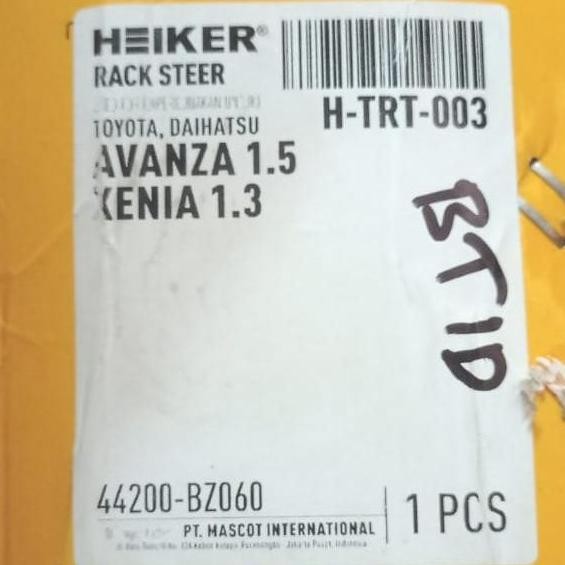 HEIKER®
RACK STEER
H-TRT-003
TOYOTA, DAIHATSU
AVANZA 1.5
XENIA 1.3
BT1D
44200-BZ060
1 PCS
PT. MASCOT INTERNATIONAL